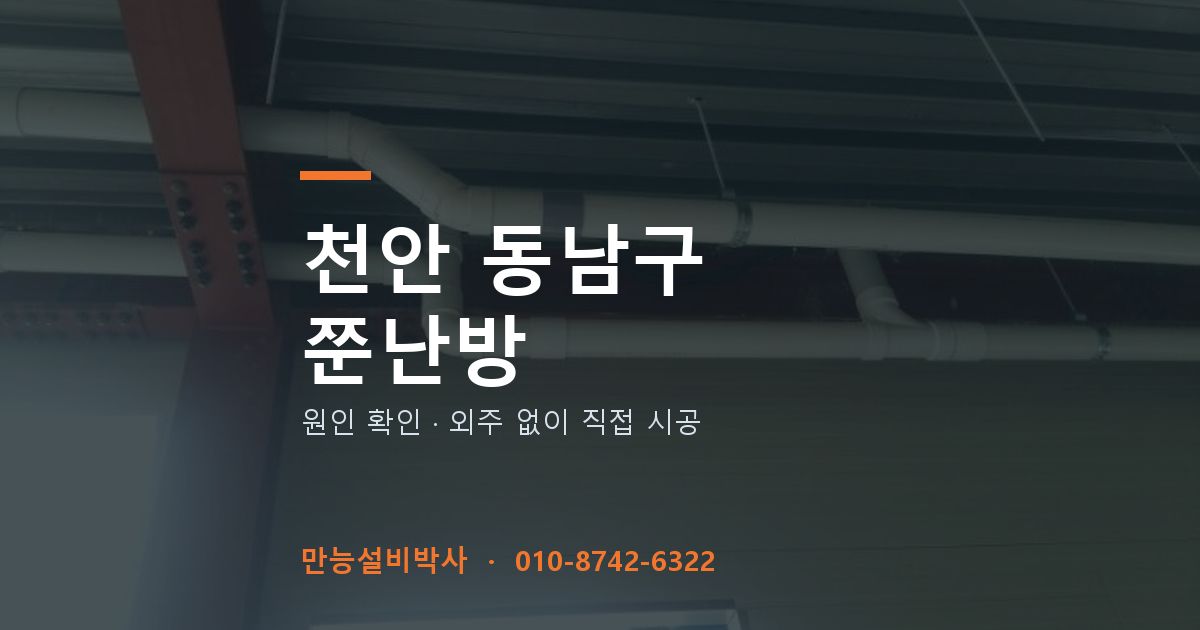 천안 동남구
쭌난방
원인 확인 · 외주 없이 직접 시공
만능설비박사 · 010-8742-6322